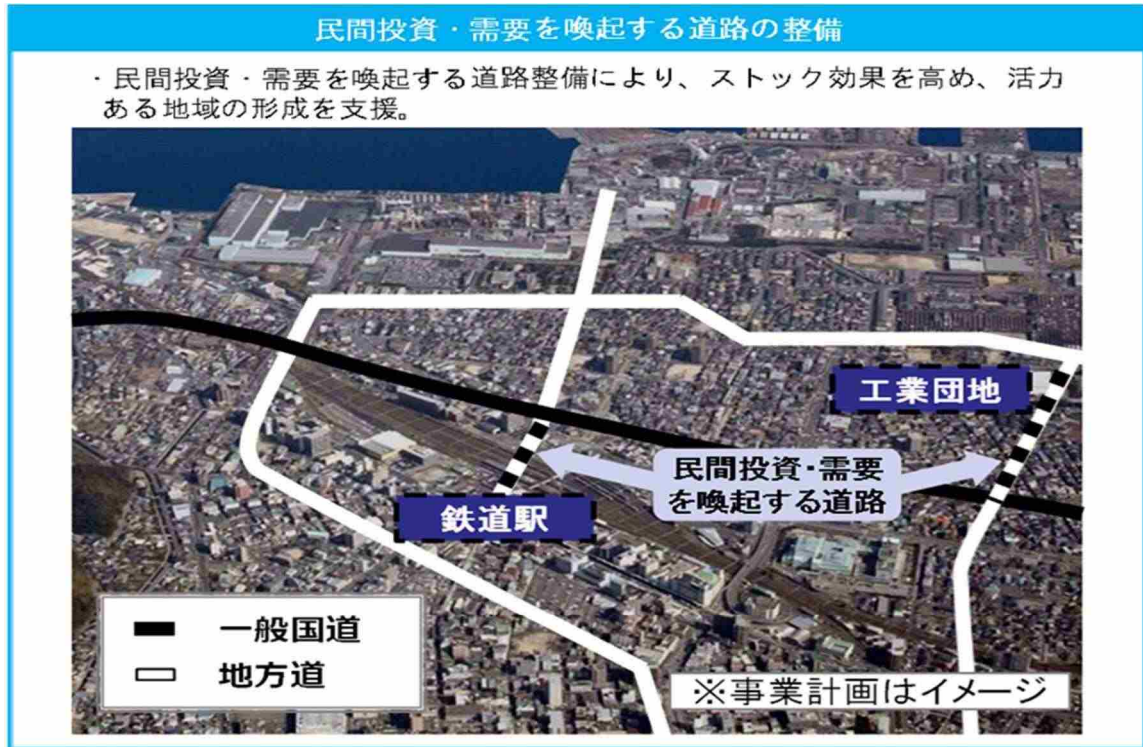 民間投資・需要を喚起する道路の整備
・民間投資・需要を喚起する道路整備により、ストック効果を高め、活力
ある地域の形成を支援。
工業団地
民間投資・需要
を喚起する道路
鉄道駅
一般国道
地方道
※事業計画はイメージ